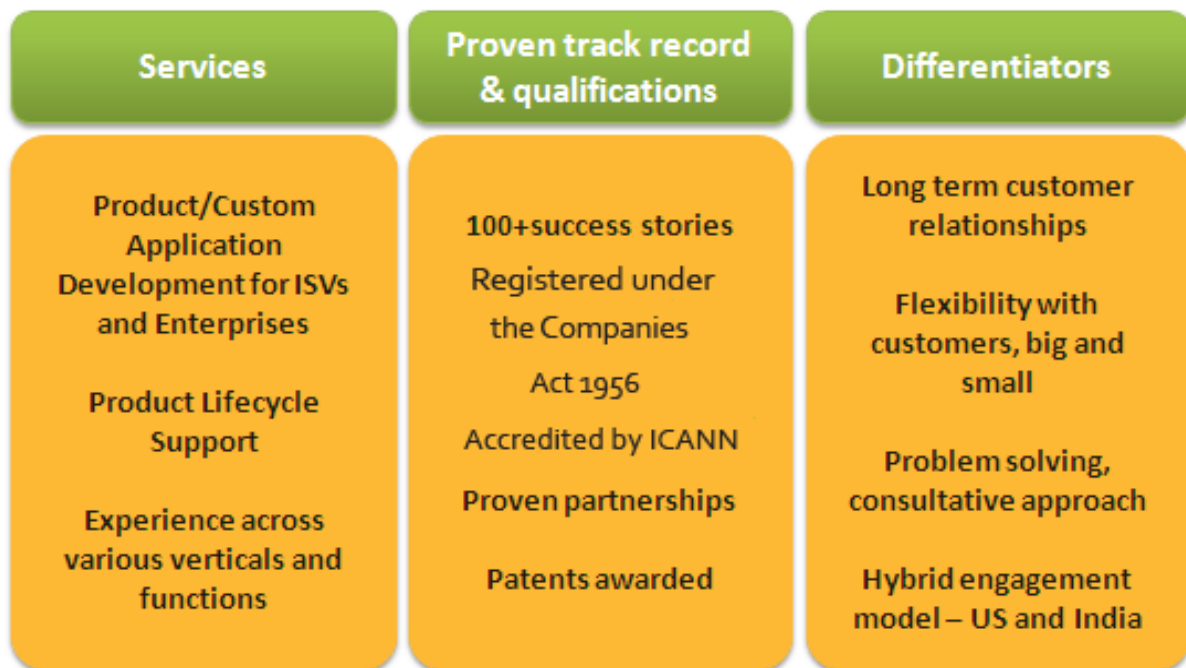 Services
Product/Custom
Application
Development for ISVs
and Enterprises
Product Lifecycle
Support
Experience across
various verticals and
functions
Proven track record
& qualifications
100+success stories
Registered under
the Companies
Act 1956
Accredited by ICANN
Proven partnerships
Patents awarded
Differentiators
Long term customer
relationships
Flexibility with
customers, big and
small
Problem solving,
consultative approach
Hybrid engagement
model – US and India